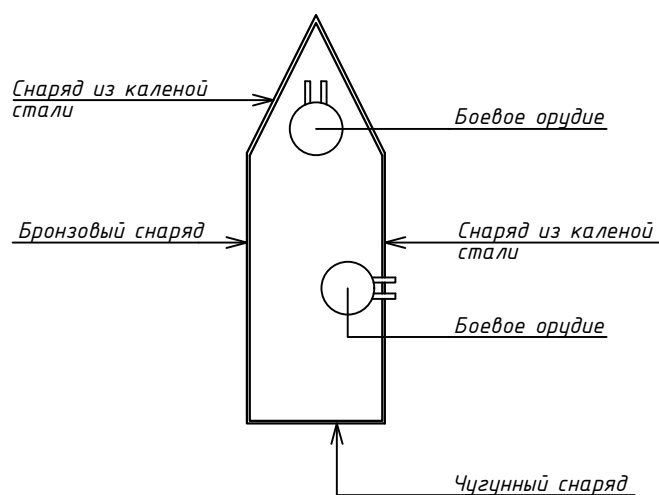 Снаряд из каленой
стали
Боевое орудие
Бронзовый снаряд
Снаряд из каленой
стали
Боевое орудие
Чугунный снаряд